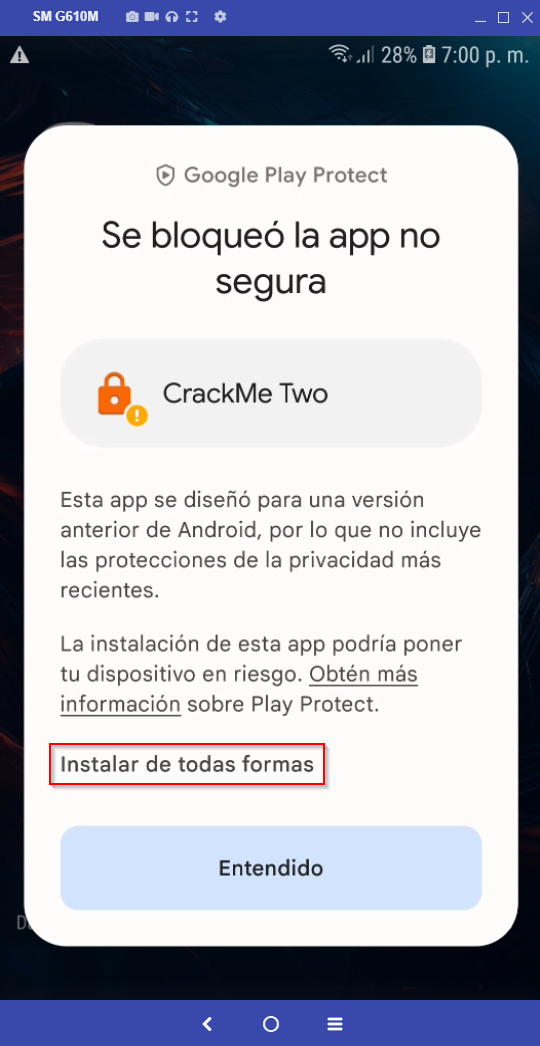 SM G610M
28% 7:00 p. m.
Google Play Protect
Se bloqueó la app no
segura
CrackMe Two
Esta app se diseñó para una versión
anterior de Android, por lo que no incluye
las protecciones de la privacidad más
recientes.
La instalación de esta app podría poner
tu dispositivo en riesgo. Obtén más
información sobre Play Protect.
Instalar de todas formas
Entendido